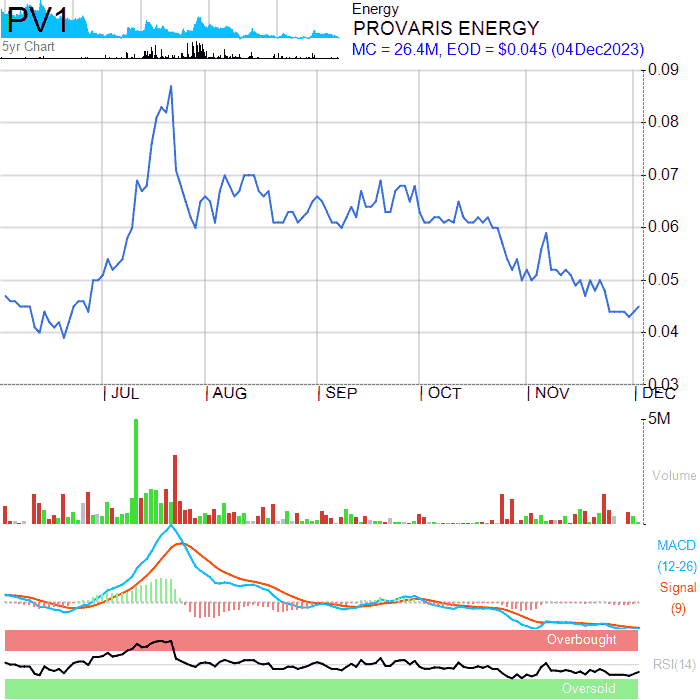 PV1
5yr Chart
Energy
PROVARIS ENERGY
MC = 26.4M, EOD = $0.045 (04Dec2023)
0.09
0.08
0.07
0.06
0.05
0.04
0.03
JUL AUG SEP OCT NOV DEC
5M
Volume
MACD
(12-26)
Signal
(9)
Overbought
RSI(14)
Oversold